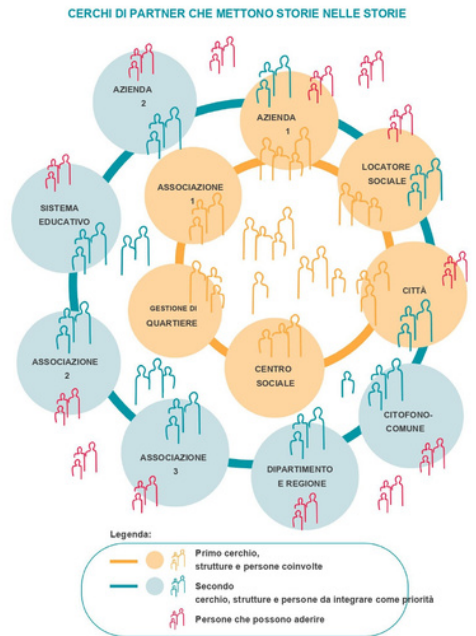 CERCHI DI PARTNER CHE METTONO STORIE NELLE STORIE
AZIENDA
2
AZIENDA
1
LOCATORE
SOCIALE
ASSOCIAZIONE
1
SISTEMA
EDUCATIVO
CITTÀ
GESTIONE DI
QUARTIERE
ASSOCIAZIONE
2
CENTRO
SOCIALE
CITOFONO-
COMUNE
ASSOCIAZIONE
3
DIPARTIMENTO
E REGIONE
Legenda:
Primo cerchio,
strutture e persone coinvolte
Secondo
cerchio, strutture e persone da integrare come priorità
Persone che possono aderire